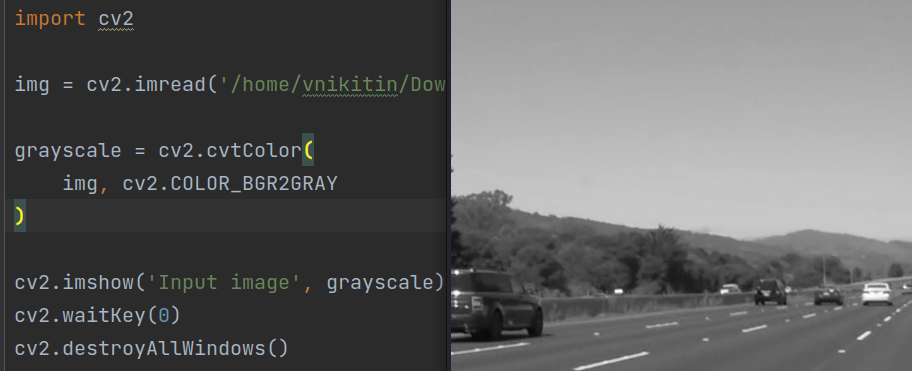 import cv2
img = cv2.imread('/home/vnikitin/Dow
grayscale = cv2.cvtColor(
    img, cv2.COLOR_BGR2GRAY
)
cv2.imshow('Input image', grayscale)
cv2.waitKey(0)
cv2.destroyAllWindows()